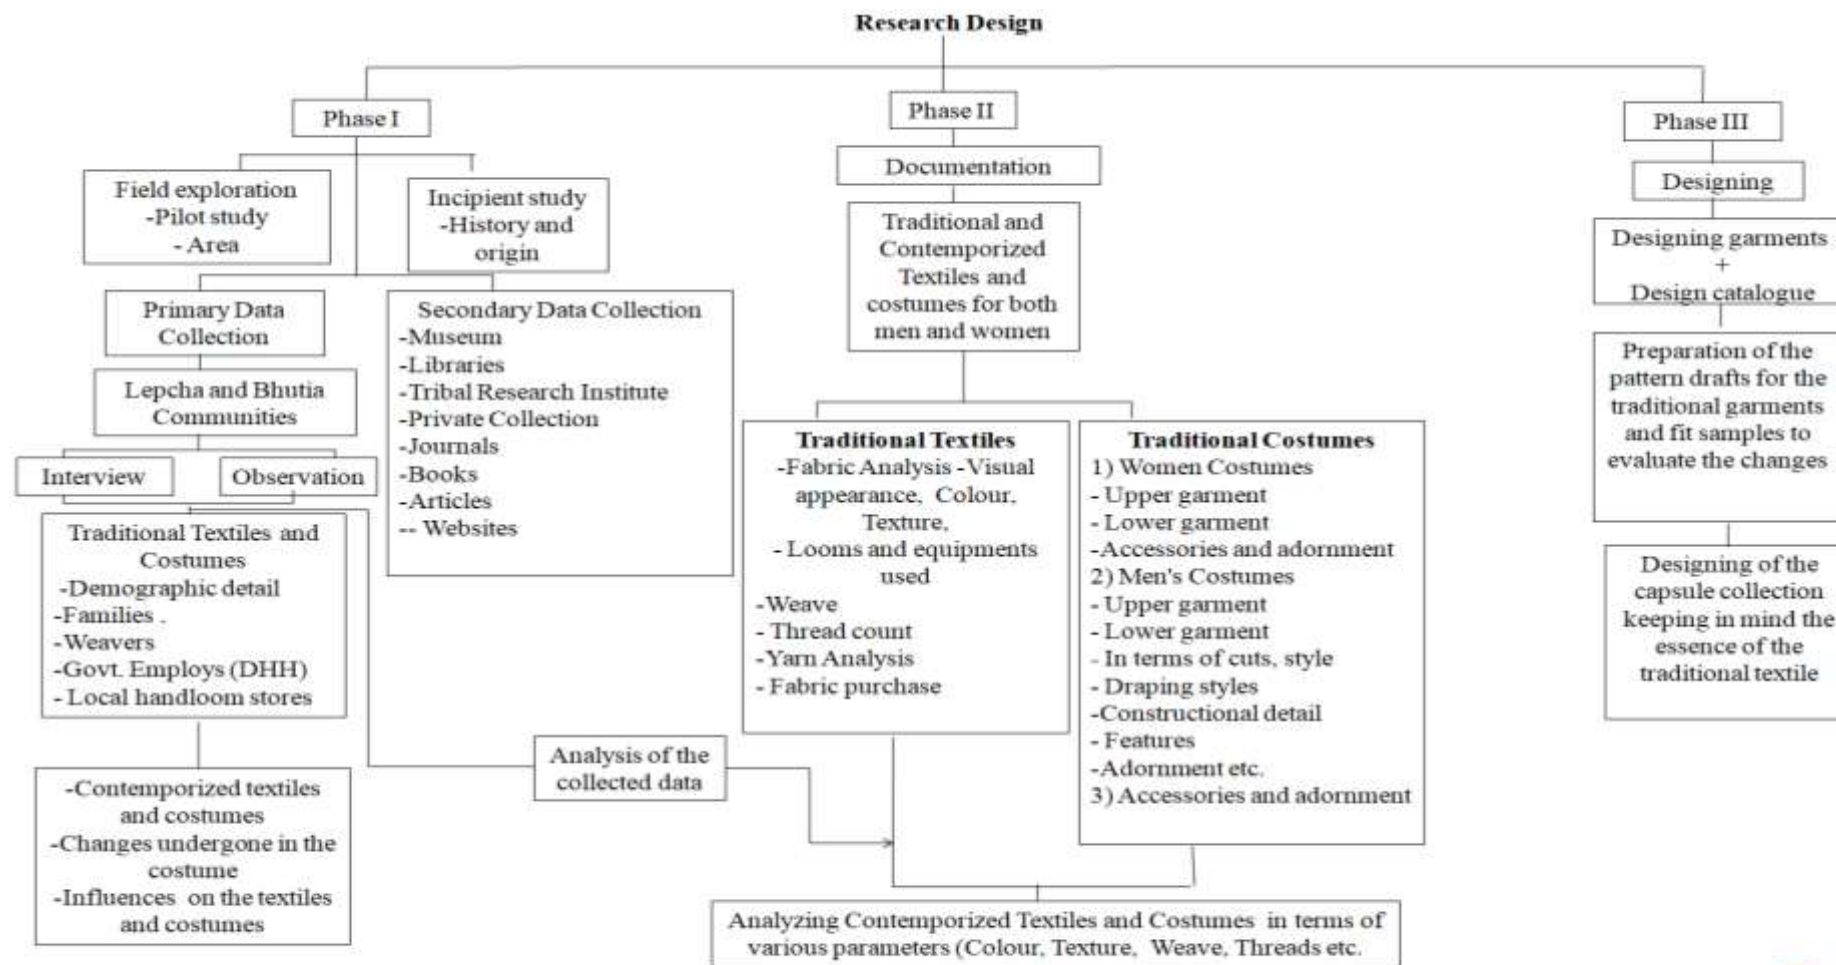 Research Design
Phase I
Field exploration
-Pilot study
- Area
Incipient study
-History and
origin
Primary Data
Collection
Lepcha and Bhutia
Communities
Interview
Observation
Traditional Textiles and
Costumes
-Demographic detail
-Families .
-Weavers
-Govt. Employs (DHH)
- Local handloom stores
-Contemporized textiles
and costumes
-Changes undergone in the
costume
-Influences on the textiles
and costumes
Secondary Data Collection
-Museum
-Libraries
-Tribal Research Institute
-Private Collection
-Journals
-Books
-Articles
-- Websites
Analysis of the
collected data
Phase II
Documentation
Traditional and
Contemporized
Textiles and
costumes for both
men and women
Traditional Textiles
-Fabric Analysis -Visual
appearance, Colour,
Texture,
- Looms and equipments
used
-Weave
- Thread count
-Yarn Analysis
- Fabric purchase
Traditional Costumes
1) Women Costumes
- Upper garment
- Lower garment
-Accessories and adornment
2) Men's Costumes
- Upper garment
- Lower garment
- In terms of cuts, style
- Draping styles
-Constructional detail
- Features
-Adornment etc.
3) Accessories and adornment
Analyzing Contemporized Textiles and Costumes in terms of
various parameters (Colour, Texture, Weave, Threads etc.
Phase III
Designing
Designing garments
+
Design catalogue
Preparation of the
pattern drafts for the
traditional garments
and fit samples to
evaluate the changes
Designing of the
capsule collection
keeping in mind the
essence of the
traditional textile